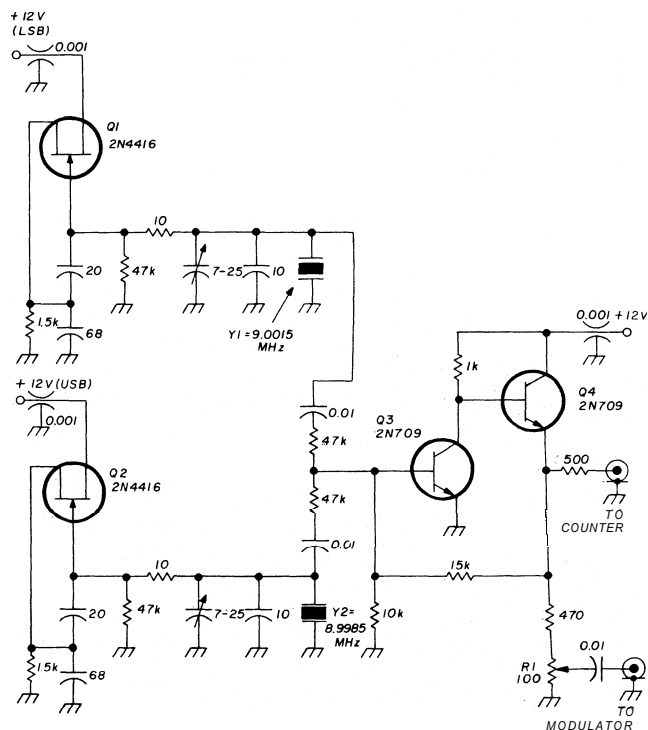 + 12V
(LSB)
0.001
Q1
2N4416
10
20
47k
7-25
10
1.5k
68
Y1 = 9.0015
MHz
+ 12V (USB)
0.001
Q2
2N4416
10
20
47k
7-25
10
Y2=
8.9985
MHz
1.5k
68
0.01
47k
47k
0.01
Q3
2N709
1k
0.001 +12V
Q4
2N709
500
TO
COUNTER
15k
10k
470
R1
100
0.01
TO
MODULATOR